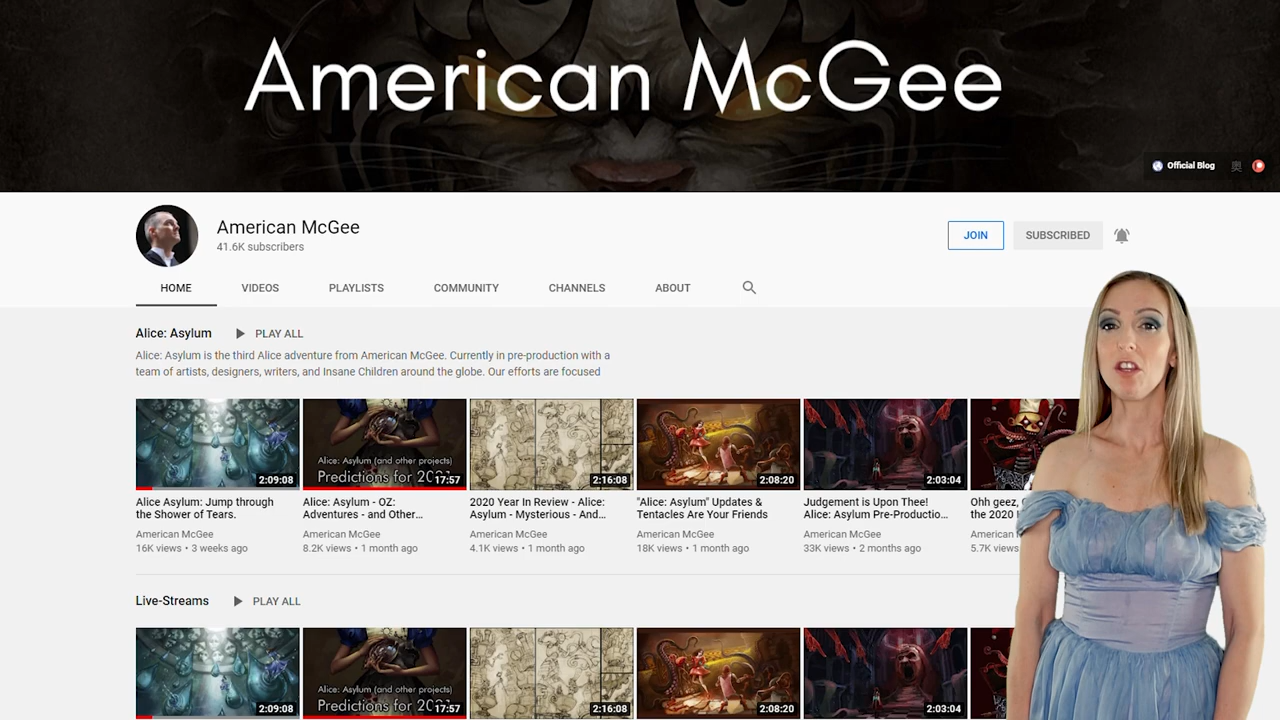 American McGee
Official Blog
American McGee
41.6K subscribers
JOIN
SUBSCRIBED
HOME
VIDEOS
PLAYLISTS
COMMUNITY
CHANNELS
ABOUT
Alice: Asylum
PLAY ALL
Alice: Asylum is the third Alice adventure from American McGee. Currently in pre-production with a
team of artists, designers, writers, and Insane Children around the globe. Our efforts are focused
2:09:08
Alice: Asylum (and other projects)
Predictions for 2021
17:57
2:16:08
2:08:20
2:03:04
Alice Asylum: Jump through
the Shower of Tears.
American McGee
16K views • 3 weeks ago
Alice: Asylum - OZ:
Adventures - and Other...
American McGee
8.2K views • 1 month ago
2020 Year In Review - Alice:
Asylum - Mysterious - And...
American McGee
4.1K views • 1 month ago
"Alice: Asylum" Updates &
Tentacles Are Your Friends
American McGee
18K views • 1 month ago
Judgement is Upon Thee!
Alice: Asylum Pre-Productio...
American McGee
33K views • 2 months ago
Ohh geez,
the 2020
American
5.7K views
Live-Streams
PLAY ALL
2:09:08
Alice: Asylum (and other projects)
Predictions for 2021
17:57
2:16:08
2:08:20
2:03:04